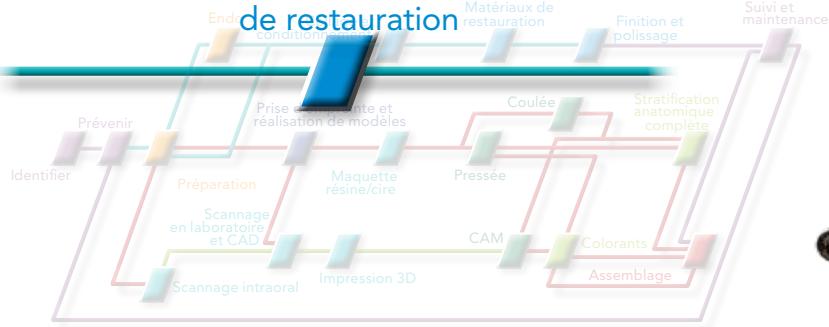 de restauration
Endo
conditionnement
Matériaux de
restauration
Finition et
polissage
Suivi et
maintenance
Prévenir
Prise d'empreinte et
réalisation de modèles
Coulée
Stratification
anatomique
complète
Identifier
Préparation
Maquette
résine/cire
Pressée
Scannage
en laboratoire
et CAD
CAM
Colorants
Scannage intraoral
Impression 3D
Assemblage